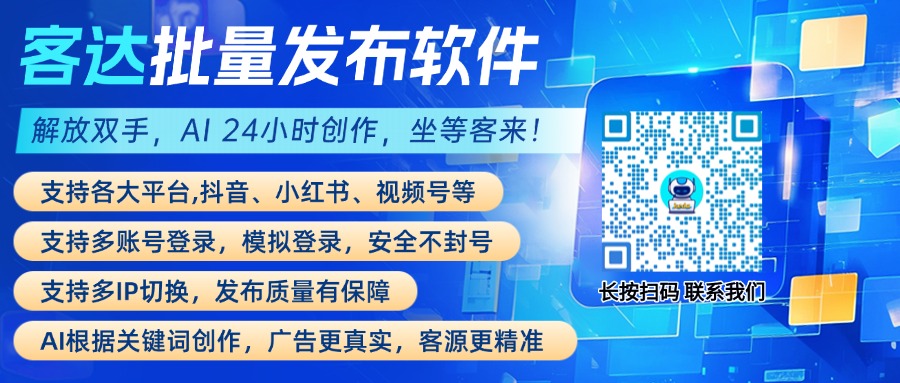 客达批量发布软件
解放双手，AI 24小时创作，坐等客来！
支持各大平台,抖音、小红书、视频号等
支持多账号登录，模拟登录，安全不封号
支持多IP切换，发布质量有保障
AI根据关键词创作，广告更真实，客源更精准
长按扫码 联系我们